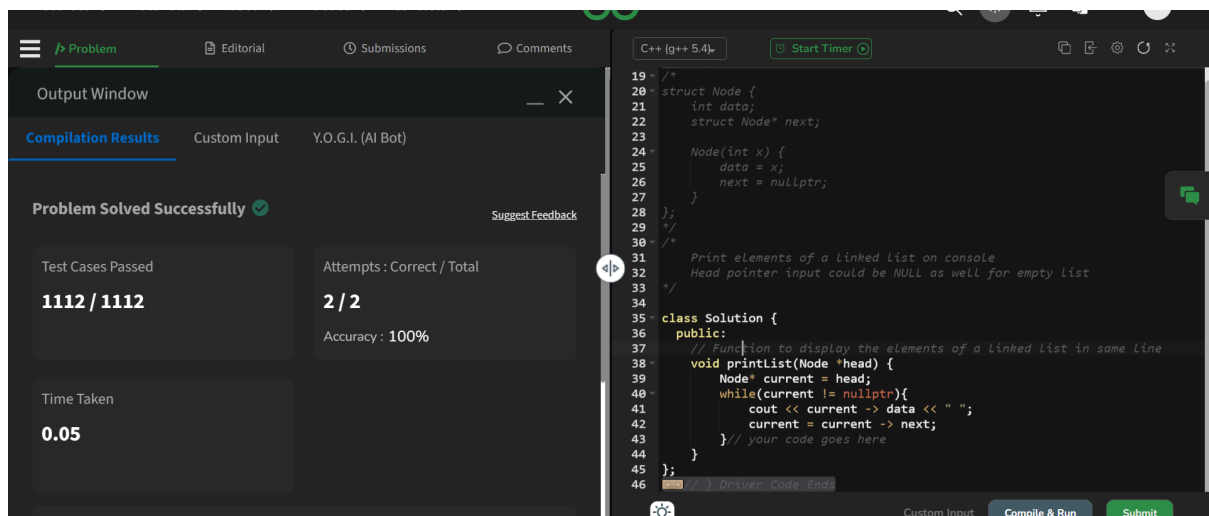 Problem
Editorial
Submissions
Comments
Output Window
Compilation Results
Custom Input
Y.O.G.I. (AI Bot)
Problem Solved Successfully
Suggest Feedback
Test Cases Passed
1112 / 1112
Attempts : Correct / Total
2 / 2
Accuracy : 100%
Time Taken
0.05
C++ (g++ 5.4)
Start Timer
19 /*
20 struct Node {
21     int data;
22     struct Node* next;
23
24     Node(int x) {
25         data = x;
26         next = nullptr;
27     }
28 };
29 */
30 /*
31     Print elements of a linked list on console
32     Head pointer input could be NULL as well for empty list
33 */
34
35 class Solution {
36   public:
37     // Function to display the elements of a linked list in same line
38     void printList(Node *head) {
39         Node* current = head;
40         while(current != nullptr){
41             cout << current -> data << " ";
42             current = current -> next;
43         }// your code goes here
44     }
45 };
46 // } Driver Code Ends
Custom Input
Compile & Run
Submit